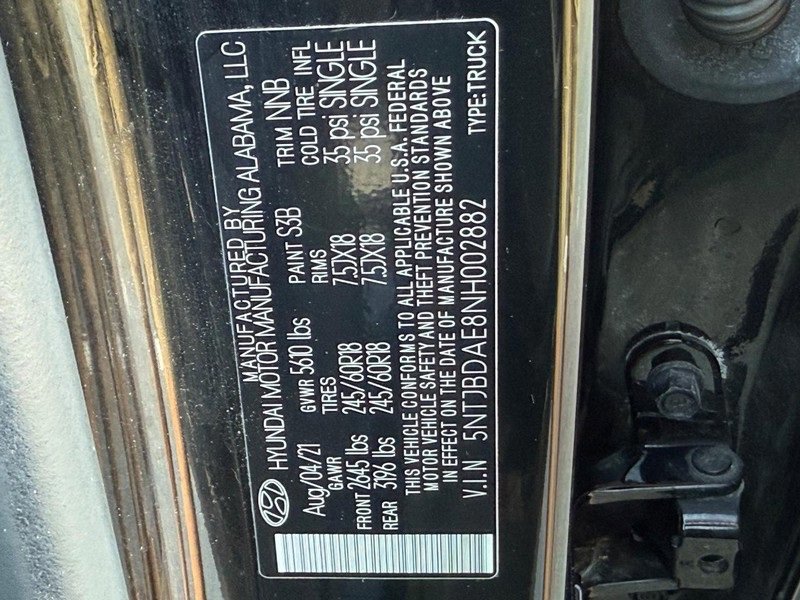 MANUFACTURED BY
HYUNDAI MOTOR MANUFACTURING ALABAMA, LLC
Aug/04/21 GVWR 5610 lbs PAINT S3B TRIM NNB
GAWR TIRES RIMS COLD TIRE INFL
FRONT 2645 lbs 245/60R18 7.5JX18 35 psi SINGLE
REAR 3196 lbs 245/60R18 7.5JX18 35 psi SINGLE
THIS VEHICLE CONFORMS TO ALL APPLICABLE U.S.A. FEDERAL
MOTOR VEHICLE SAFETY AND THEFT PREVENTION STANDARDS
IN EFFECT ON THE DATE OF MANUFACTURE SHOWN ABOVE
V.I.N 5NTJBDAE8NH002882 TYPE:TRUCK